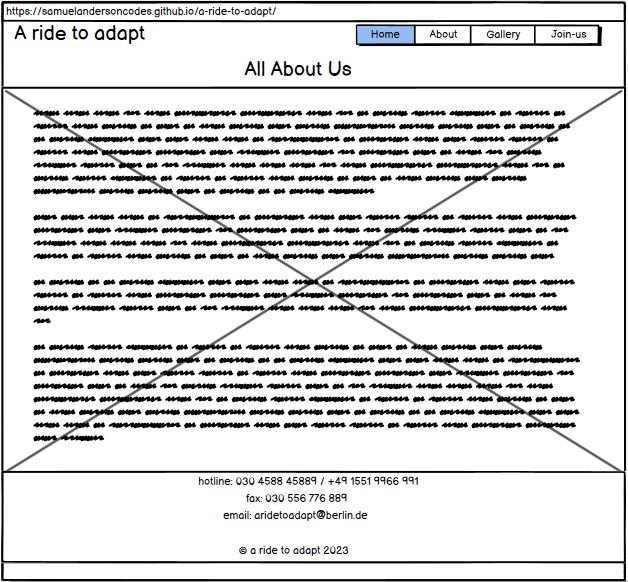 https://samuelandersoncodes.github.io/a-ride-to-adapt/
A ride to adapt
Home About Gallery Join-us
All About Us
hotline: 030 4588 45889 / +49 1551 9966 991
fax: 030 556 776 889
email: aridetoadapt@berlin.de
© a ride to adapt 2023